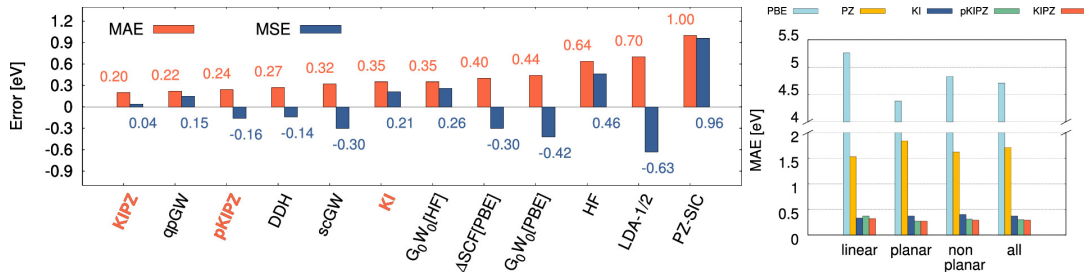 1.2
0.9
0.6
0.3
0
-0.3
-0.6
-0.9
Error [eV]
MAE
MSE
0.20
0.22
0.24
0.27
0.32
0.35
0.35
0.40
0.44
0.64
0.70
1.00
0.04
0.15
-0.16
-0.14
-0.30
0.21
0.26
-0.30
-0.42
0.46
-0.63
0.96
KIPZ
qpGW
pKIPZ
DDH
scGW
KI
G₀W₀[HF]
ΔSCF[PBE]
G₀W₀[PBE]
HF
LDA-1/2
PZ-SIC
PBE
PZ
KI
pKIPZ
KIPZ
5.5
5
4.5
4
2
1.5
1
0.5
0
MAE [eV]
linear
planar
non
planar
all